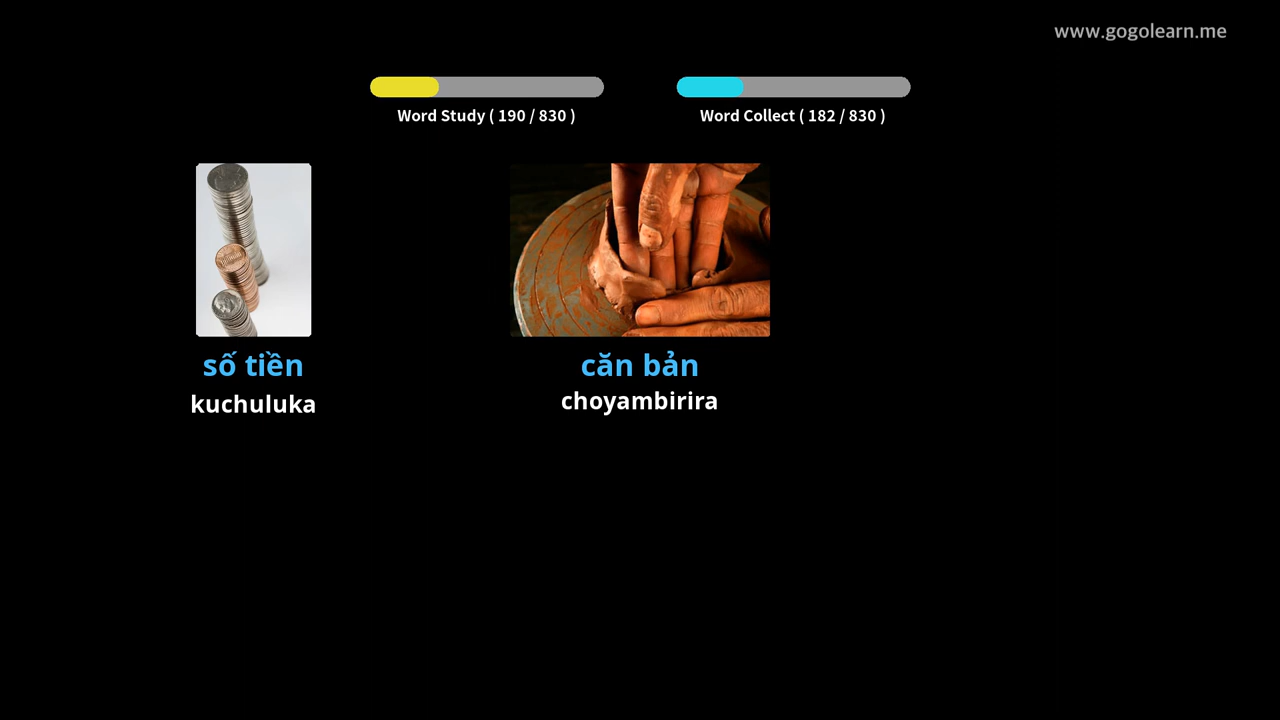 www.gogolearn.me
Word Study ( 190 / 830 )
Word Collect ( 182 / 830 )
số tiền
kuchuluka
căn bản
choyambirira